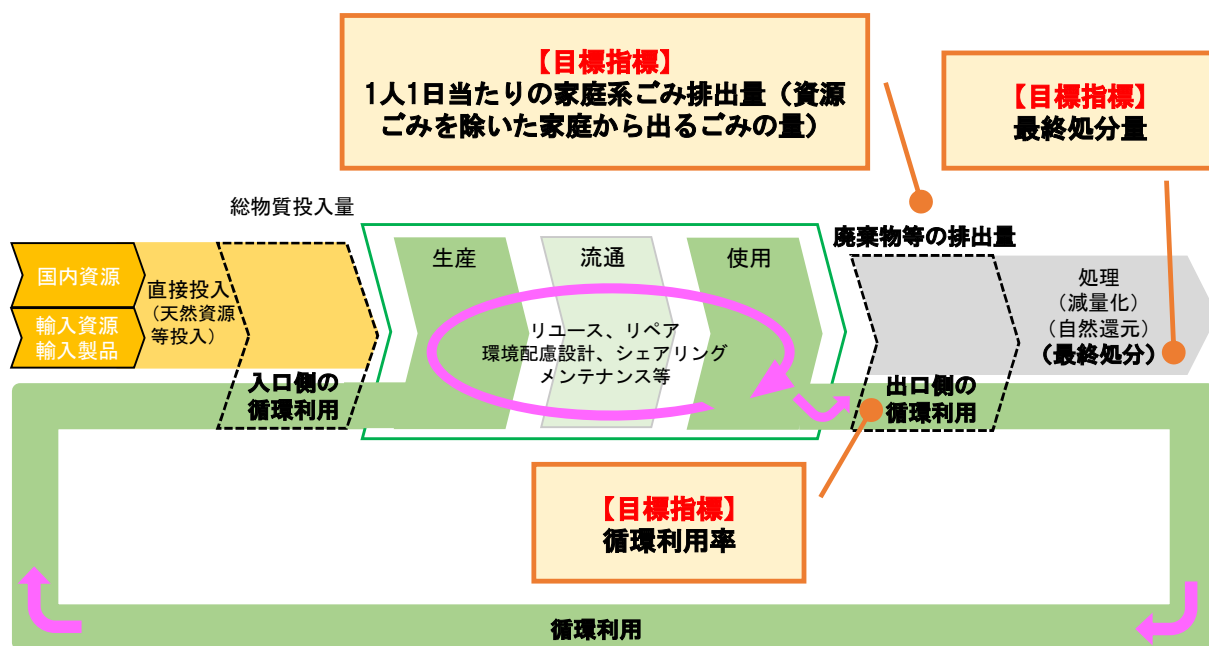 【目標指標】
1人1日当たりの家庭系ごみ排出量（資源
ごみを除いた家庭から出るごみの量）
【目標指標】
最終処分量
総物質投入量
廃棄物等の排出量
国内資源
輸入資源
輸入製品
直接投入
（天然資源
等投入）
入口側の
循環利用
生産
流通
使用
リユース、リペア
環境配慮設計、シェアリング
メンテナンス等
処理
（減量化）
（自然還元）
（最終処分）
出口側の
循環利用
【目標指標】
循環利用率
循環利用